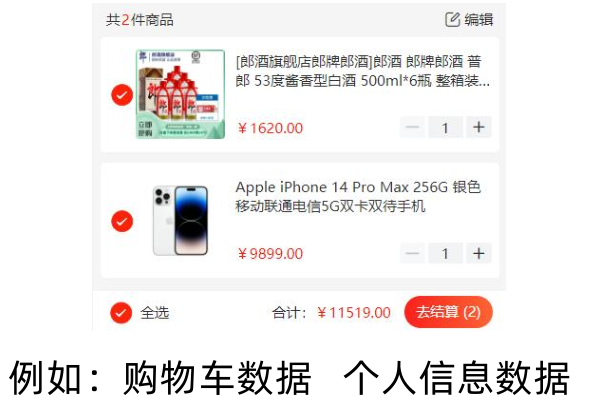 共2件商品
编辑
[郎酒旗舰店郎牌郎酒]郎酒 郎牌郎酒 普
郎 53度酱香型白酒 500ml*6瓶 整箱装...
￥1620.00
1
Apple iPhone 14 Pro Max 256G 银色
移动联通电信5G双卡双待手机
￥9899.00
1
全选
合计：￥11519.00
去结算 (2)
例如：购物车数据 个人信息数据